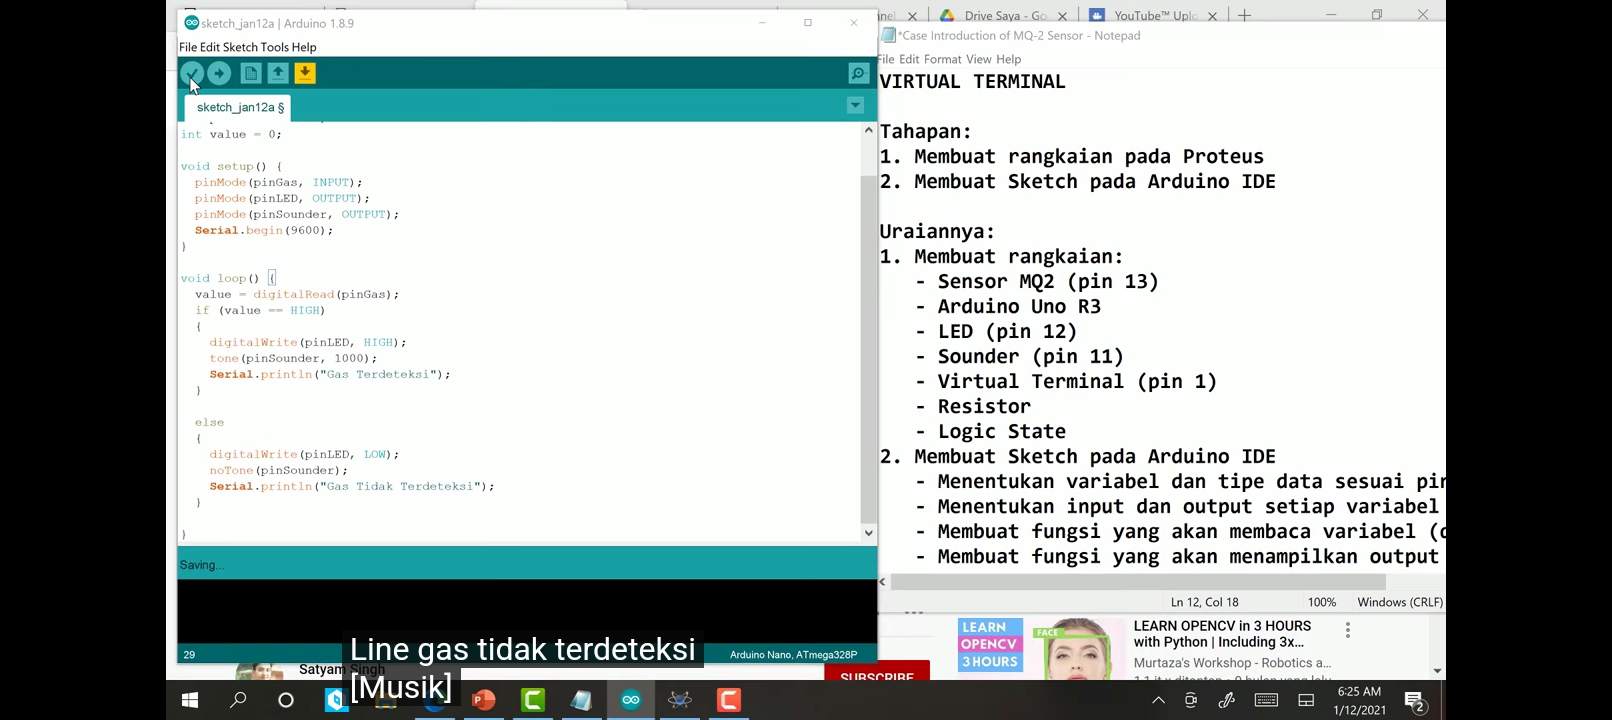 sketch_jan12a | Arduino 1.8.9
File Edit Sketch Tools Help
sketch_jan12a §
int value = 0;
void setup() {
pinMode(pinGas, INPUT);
pinMode(pinLED, OUTPUT);
pinMode(pinSounder, OUTPUT);
Serial.begin(9600);
}
void loop() {
value = digitalRead(pinGas);
if (value == HIGH)
{
digitalWrite(pinLED, HIGH);
tone(pinSounder, 1000);
Serial.println("Gas Terdeteksi");
}
else
{
digitalWrite(pinLED, LOW);
noTone(pinSounder);
Serial.println("Gas Tidak Terdeteksi");
}
}
Saving...
29
Arduino Nano, ATmega328P
Drive Saya - Go
YouTube™ Uplo
*Case Introduction of MQ-2 Sensor - Notepad
File Edit Format View Help
VIRTUAL TERMINAL
Tahapan:
1. Membuat rangkaian pada Proteus
2. Membuat Sketch pada Arduino IDE
Uraiannya:
1. Membuat rangkaian:
- Sensor MQ2 (pin 13)
- Arduino Uno R3
- LED (pin 12)
- Sounder (pin 11)
- Virtual Terminal (pin 1)
- Resistor
- Logic State
2. Membuat Sketch pada Arduino IDE
- Menentukan variabel dan tipe data sesuai pin
- Menentukan input dan output setiap variabel
- Membuat fungsi yang akan membaca variabel (
- Membuat fungsi yang akan menampilkan output
Ln 12, Col 18
100%
Windows (CRLF)
Line gas tidak terdeteksi
[Musik]
Satyam Singh
SUBSCRIBE
LEARN
OPENCV in
3 HOURS
FACE
LEARN OPENCV in 3 HOURS
with Python | Including 3x...
Murtaza's Workshop - Robotics a...
6:25 AM
1/12/2021
2